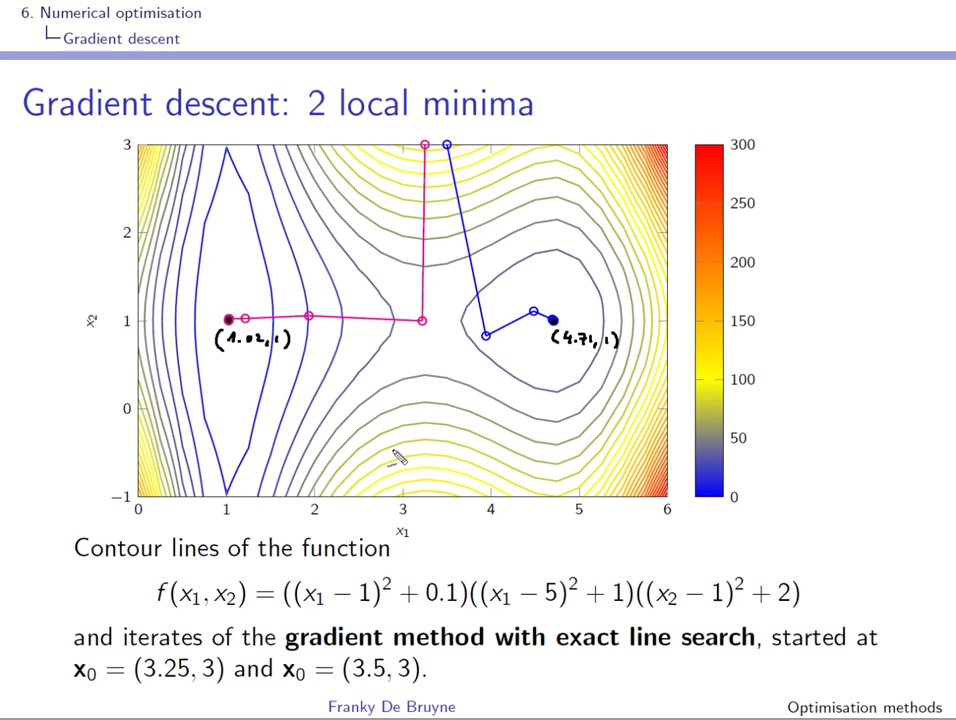 6. Numerical optimisation
Gradient descent
Gradient descent: 2 local minima
3
2
1
0
−1
x₂
0 1 2 3 4 5 6
x₁
300
250
200
150
100
50
0
(1.02, 1)
(4.71, 1)
Contour lines of the function
f(x₁, x₂) = ((x₁ − 1)² + 0.1)((x₁ − 5)² + 1)((x₂ − 1)² + 2)
and iterates of the gradient method with exact line search, started at
x₀ = (3.25, 3) and x₀ = (3.5, 3).
Franky De Bruyne
Optimisation methods